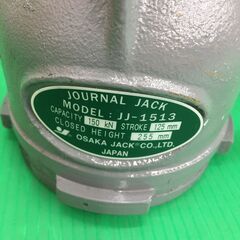 JOURNAL JACK
MODEL: JJ-1513
CAPACITY 150 kN STROKE 125 mm
CLOSED HEIGHT 255 mm
OSAKA JACK CO., LTD.
JAPAN